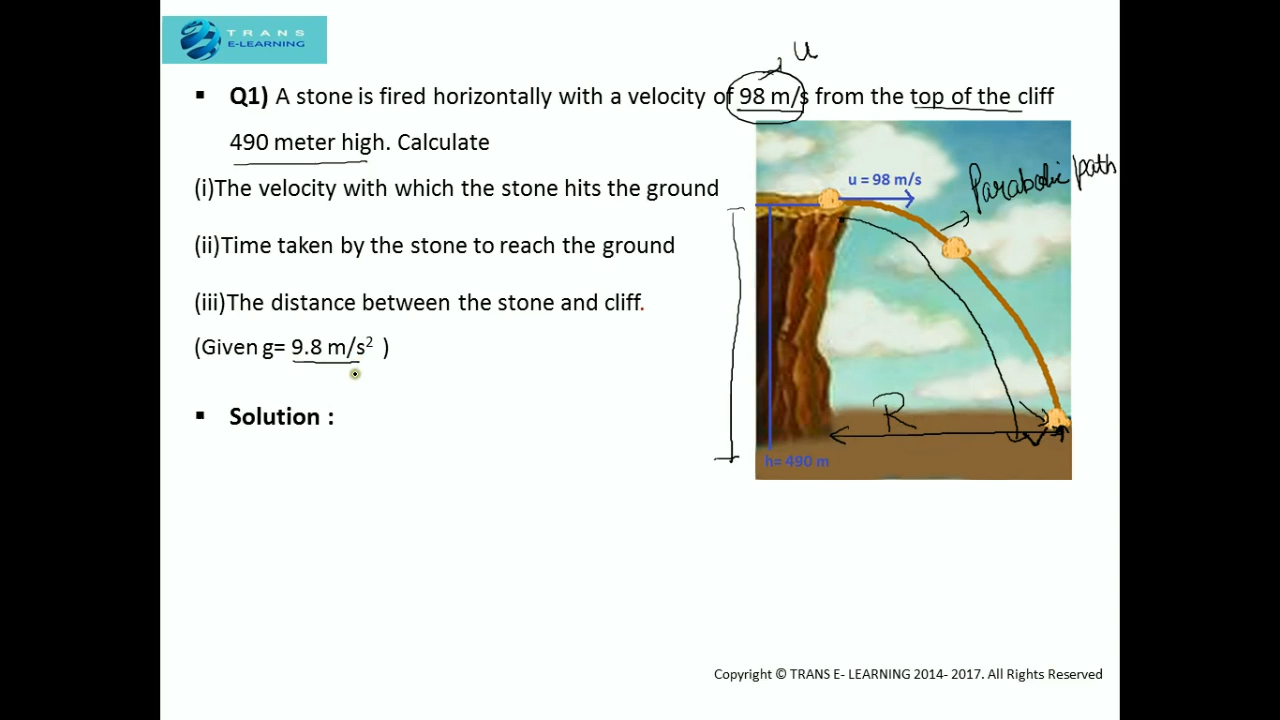 TRANS
E-LEARNING
u
▪ Q1) A stone is fired horizontally with a velocity of 98 m/s from the top of the cliff
490 meter high. Calculate
(i)The velocity with which the stone hits the ground
u = 98 m/s
Parabolic path
(ii)Time taken by the stone to reach the ground
(iii)The distance between the stone and cliff.
(Given g= 9.8 m/s² )
R
▪ Solution :
h= 490 m
Copyright © TRANS E- LEARNING 2014- 2017. All Rights Reserved